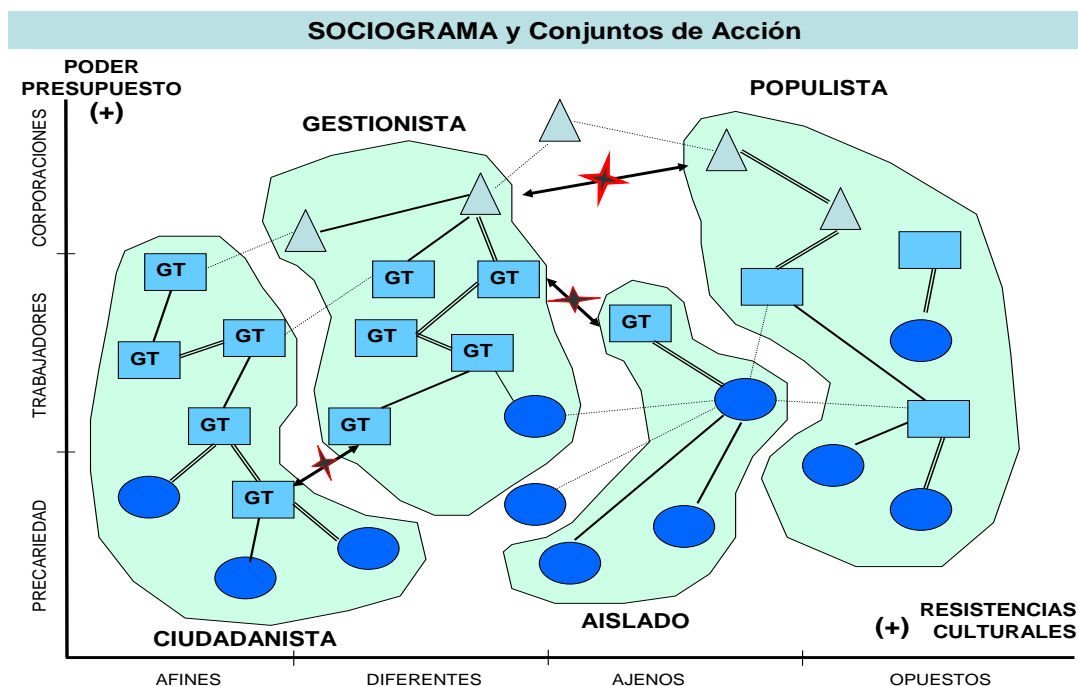 SOCIOGRAMA y Conjuntos de Acción
PODER
PRESUPUESTO
(+)
POPULISTA
GESTIONISTA
CORPORACIONES
TRABAJADORES
PRECARIEDAD
GT
GT
GT
GT
GT
GT
GT
GT
GT
GT
GT
CIUDADANISTA
AISLADO
(+)
RESISTENCIAS
CULTURALES
AFINES
DIFERENTES
AJENOS
OPUESTOS